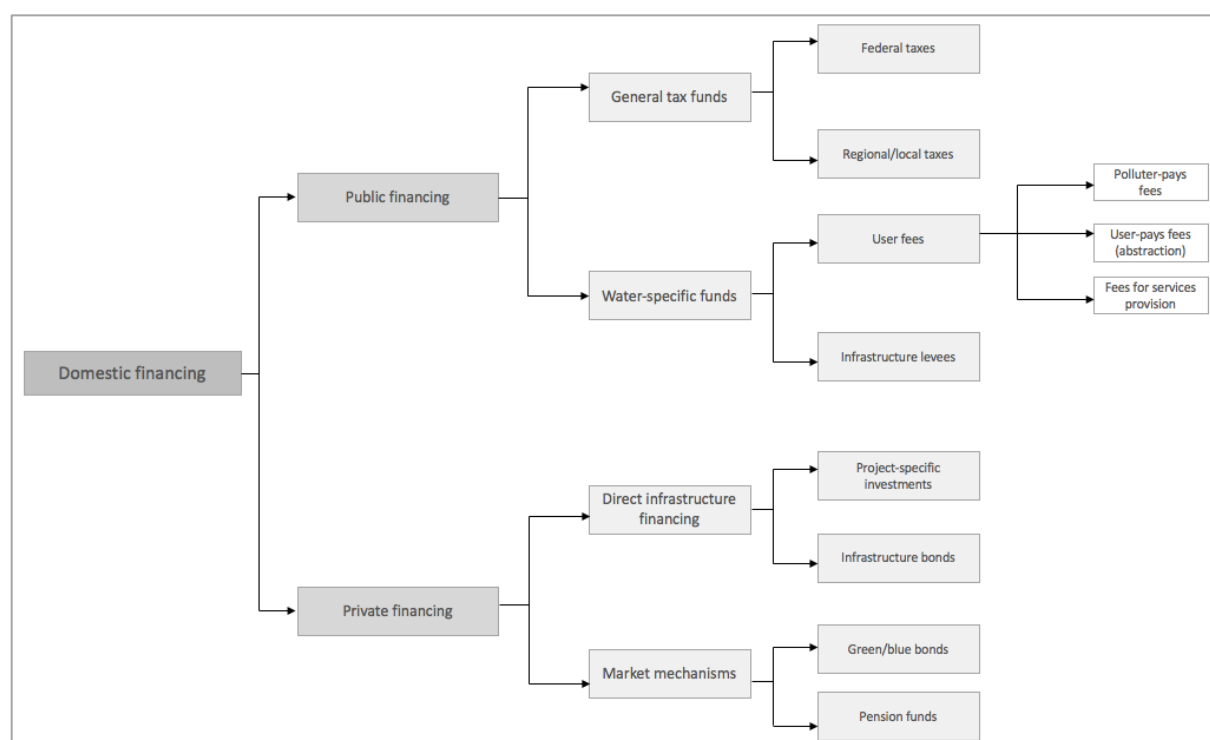 Federal taxes
General tax funds
Regional/local taxes
Public financing
Polluter-pays
fees
User fees
User-pays fees
(abstraction)
Water-specific funds
Fees for services
provision
Infrastructure levees
Domestic financing
Project-specific
investments
Direct infrastructure
financing
Infrastructure bonds
Private financing
Green/blue bonds
Market mechanisms
Pension funds